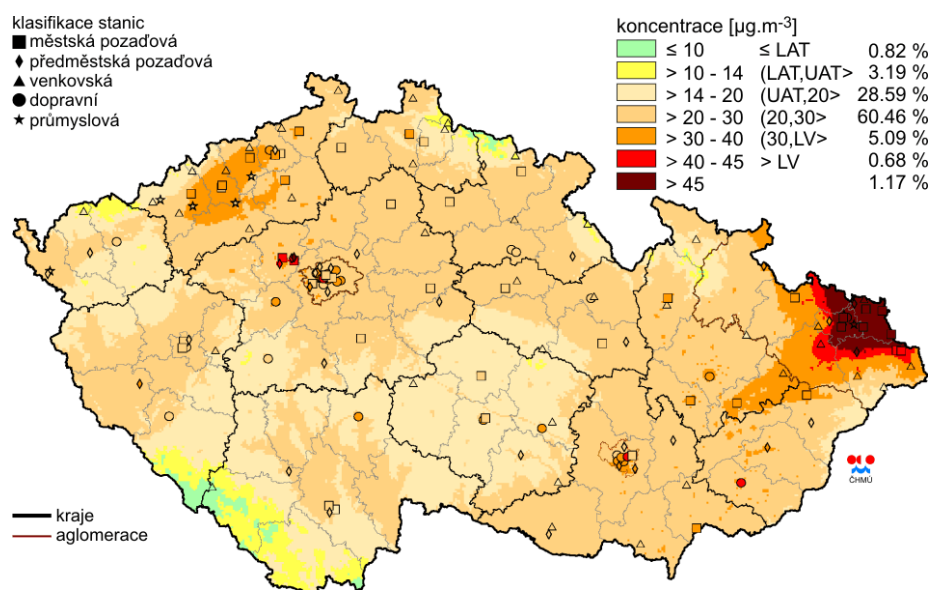 klasifikace stanic
městská pozaďová
předměstská pozaďová
venkovská
dopravní
průmyslová
koncentrace [µg.m-3]
≤ 10 ≤ LAT 0.82 %
> 10 - 14 (LAT,UAT> 3.19 %
> 14 - 20 (UAT,20> 28.59 %
> 20 - 30 (20,30> 60.46 %
> 30 - 40 (30,LV> 5.09 %
> 40 - 45 > LV 0.68 %
> 45 1.17 %
ČHMÚ
kraje
aglomerace